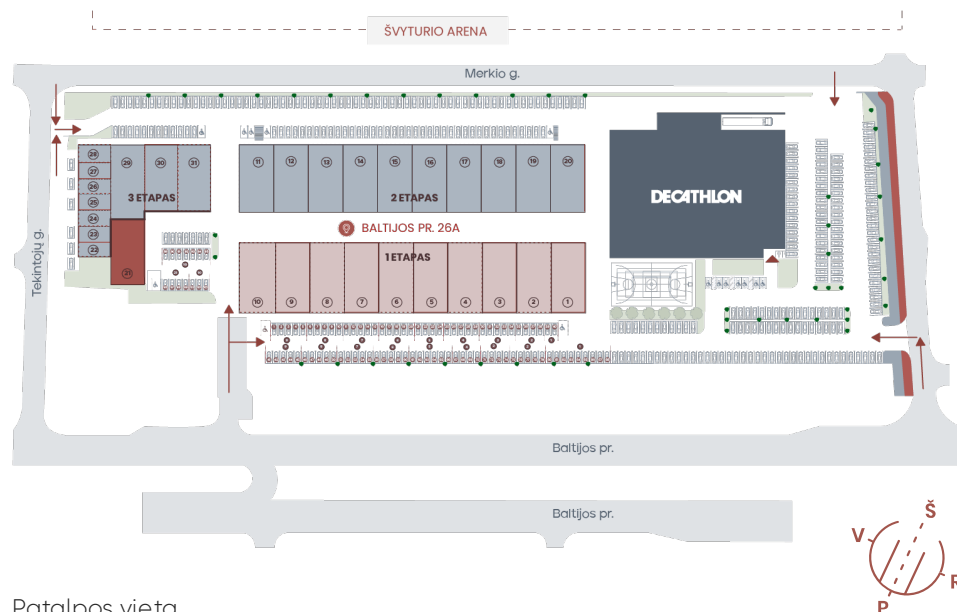 ŠVYTURIO ARENA
Merkio g.
28
27
26
25
24
23
22
29
30
31
3 ETAPAS
21
11
12
13
14
15
16
17
18
19
20
2 ETAPAS
BALTIJOS PR. 26A
1 ETAPAS
10
9
8
7
6
5
4
3
2
1
DECATHLON
Tekintojų g.
Baltijos pr.
Baltijos pr.
Š
V
R
P
Patalpos vieta